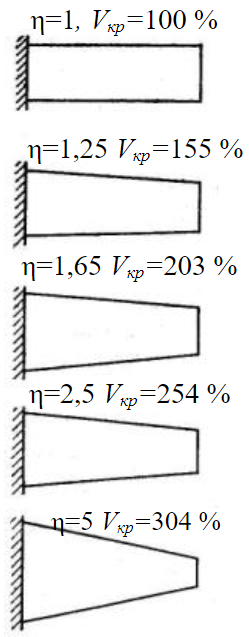 η=1, Vкр=100 %
η=1,25 Vкр=155 %
η=1,65 Vкр=203 %
η=2,5 Vкр=254 %
η=5 Vкр=304 %